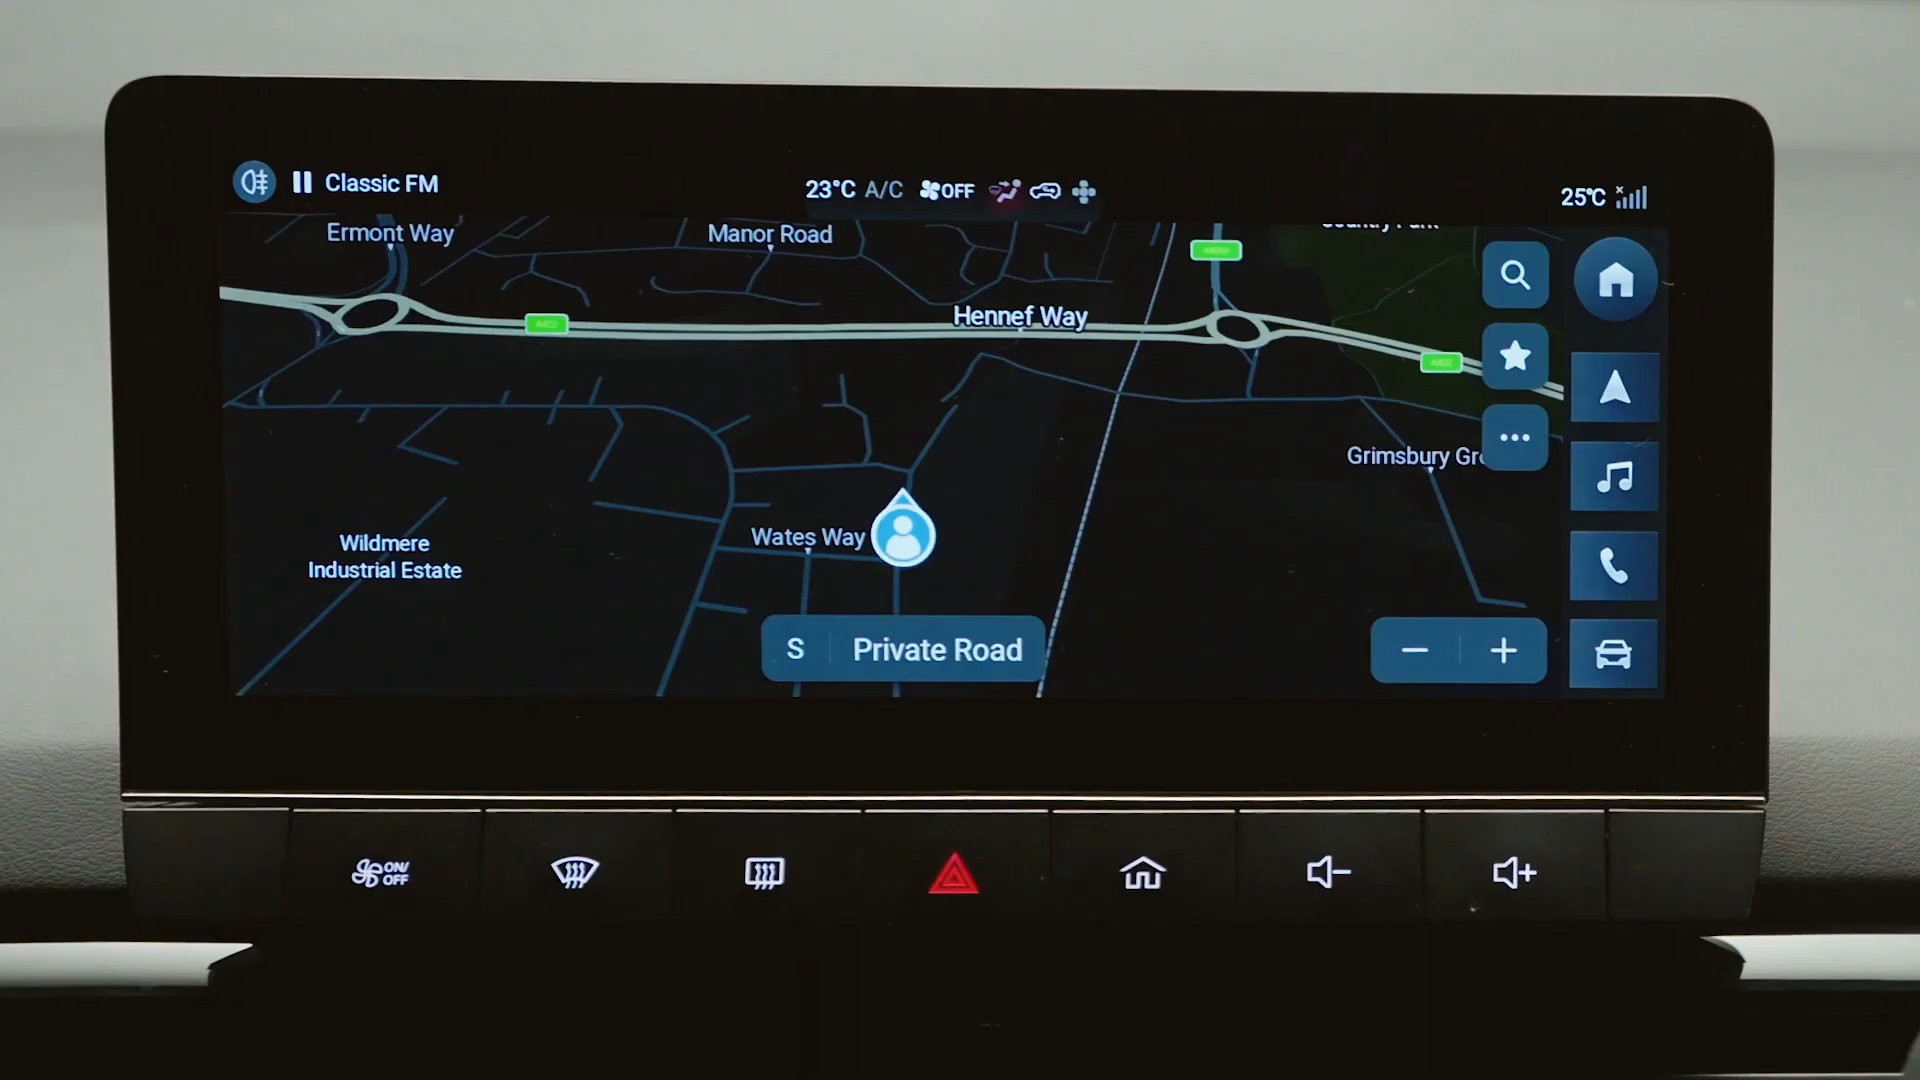 Classic FM
23°C A/C OFF
25°C
Ermont Way
Manor Road
Hennef Way
Grimsbury Gr
Wates Way
Wildmere
Industrial Estate
S Private Road
ON/
OFF